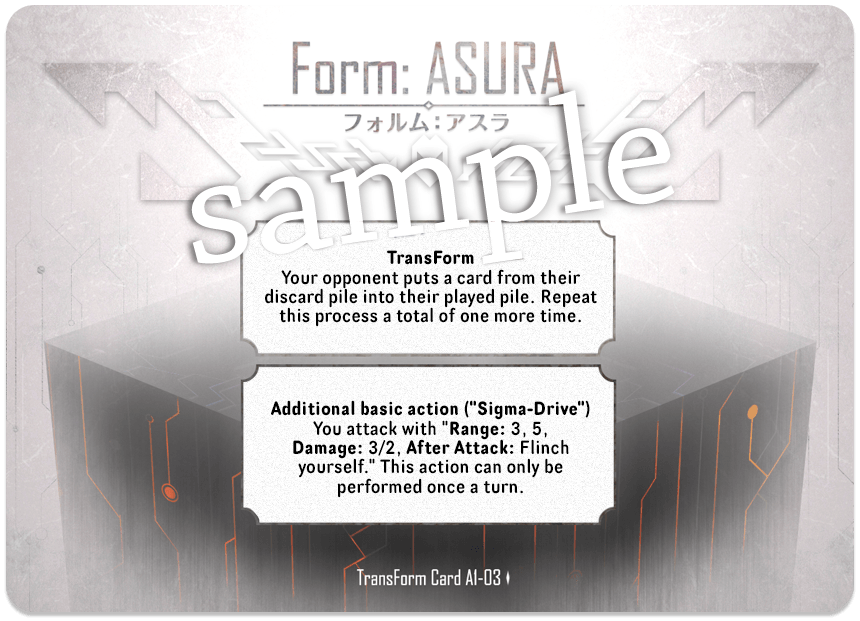 Form: ASURA
フォルム：アスラ
sample
TransForm
Your opponent puts a card from their
discard pile into their played pile. Repeat
this process a total of one more time.
Additional basic action ("Sigma-Drive")
You attack with "Range: 3, 5,
Damage: 3/2, After Attack: Flinch
yourself." This action can only be
performed once a turn.
TransForm Card A1-03